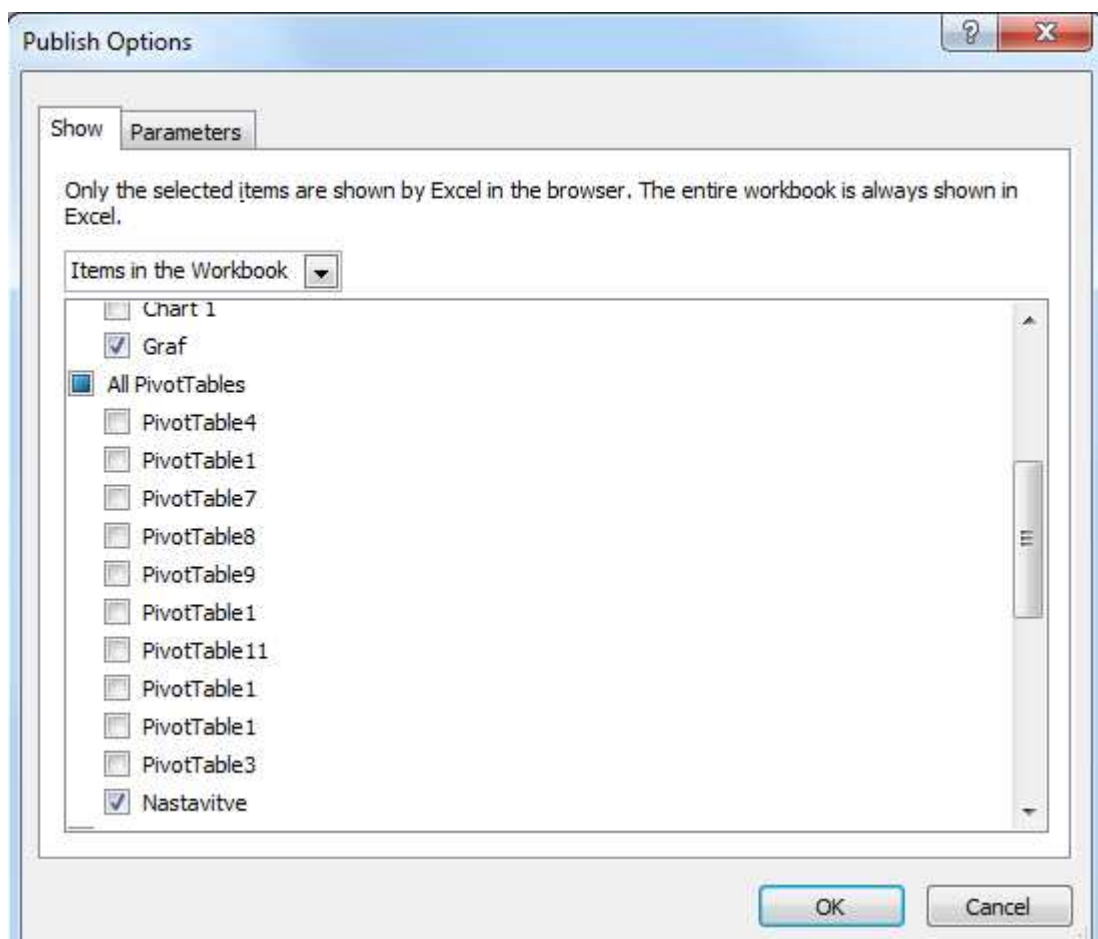 Publish Options
Show
Parameters
Only the selected items are shown by Excel in the browser. The entire workbook is always shown in
Excel.
Items in the Workbook
Chart 1
Graf
All PivotTables
PivotTable4
PivotTable1
PivotTable7
PivotTable8
PivotTable9
PivotTable1
PivotTable11
PivotTable1
PivotTable1
PivotTable3
Nastavitve
OK
Cancel